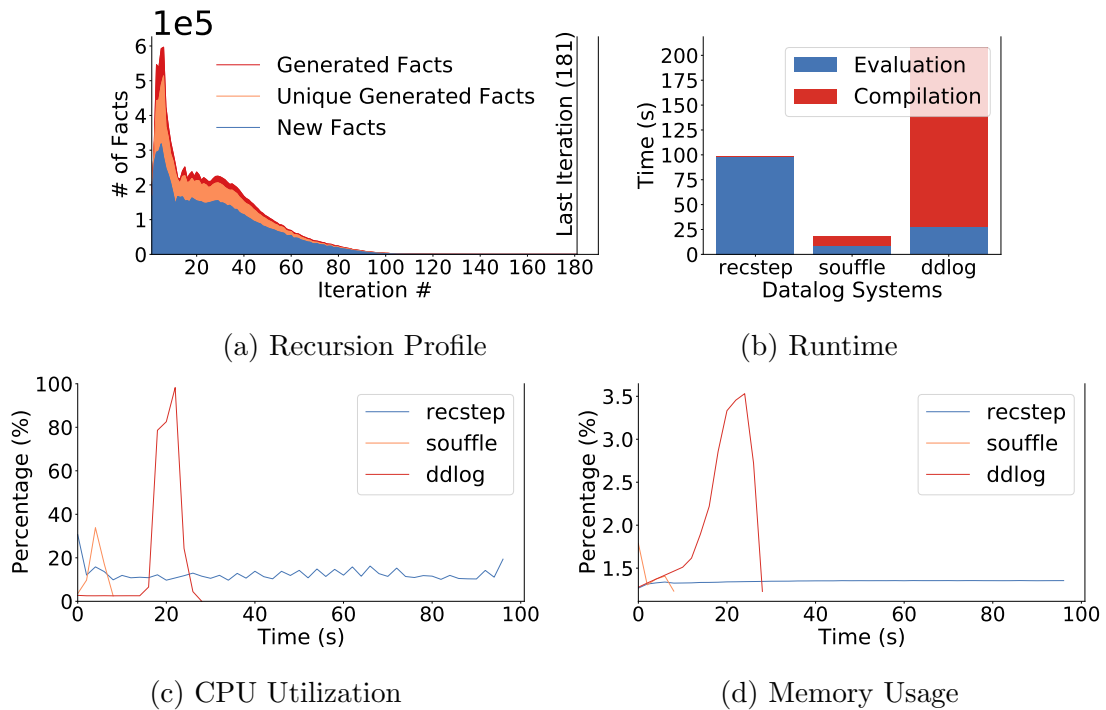 1e5
6
5
4
3
2
1
0
# of Facts
Generated Facts
Unique Generated Facts
New Facts
Last Iteration (181)
20 40 60 80 100 120 140 160 180
Iteration #
(a) Recursion Profile
200
175
150
125
100
75
50
25
0
Time (s)
Evaluation
Compilation
recstep souffle ddlog
Datalog Systems
(b) Runtime
100
80
60
40
20
0
Percentage (%)
recstep
souffle
ddlog
0 20 40 60 80 100
Time (s)
(c) CPU Utilization
3.5
3.0
2.5
2.0
1.5
Percentage (%)
recstep
souffle
ddlog
0 20 40 60 80 100
Time (s)
(d) Memory Usage